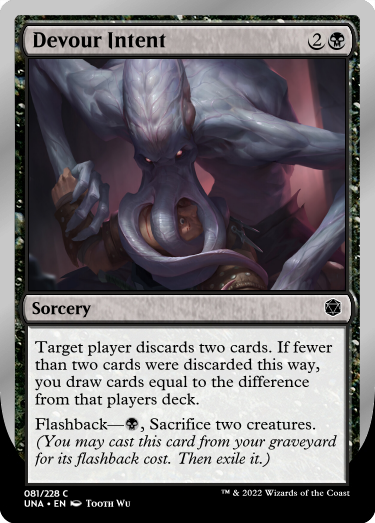 Devour Intent 2
Sorcery
Target player discards two cards. If fewer
than two cards were discarded this way,
you draw cards equal to the difference
from that players deck.
Flashback—, Sacrifice two creatures.
(You may cast this card from your graveyard
for its flashback cost. Then exile it.)
081/228 C
UNA • EN Tooth Wu
™ & 2022 Wizards of the Coast